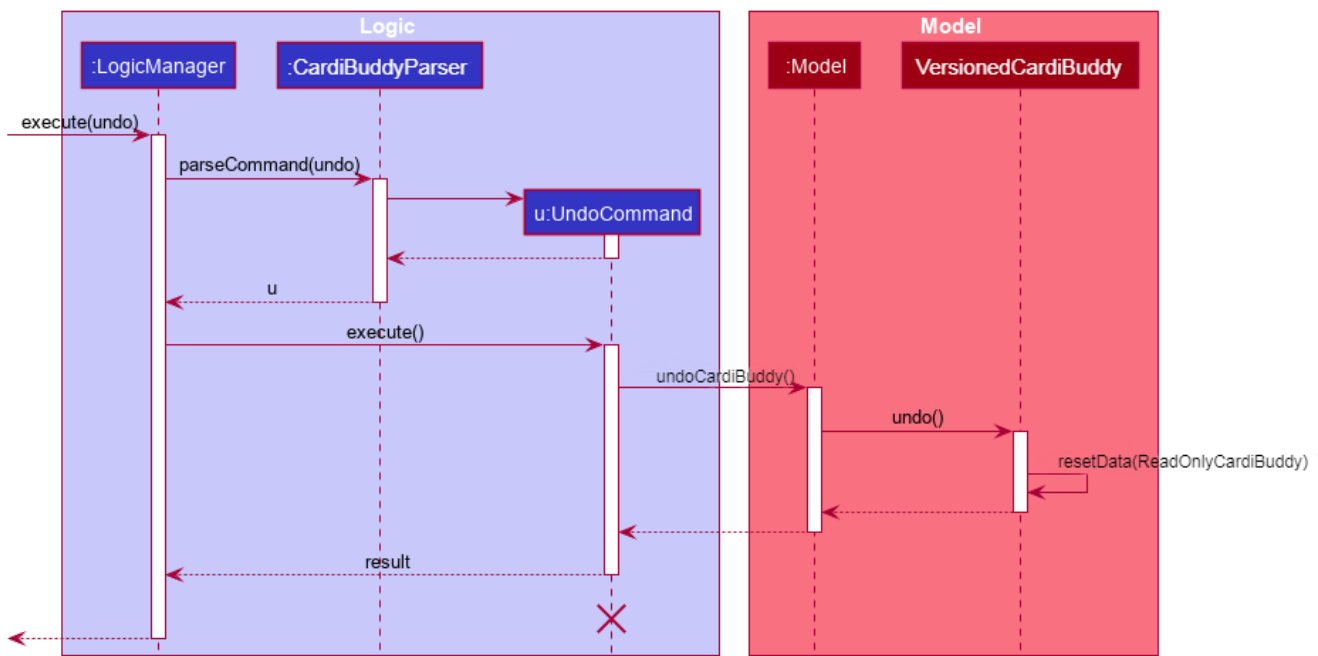 Logic
Model
:LogicManager
:CardiBuddyParser
:Model
VersionedCardiBuddy
execute(undo)
parseCommand(undo)
u:UndoCommand
u
execute()
undoCardiBuddy()
undo()
resetData(ReadOnlyCardiBuddy)
result